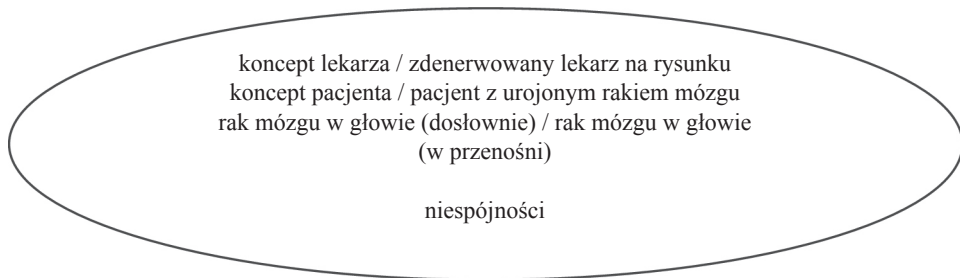 koncept lekarza / zdenerwowany lekarz na rysunku
koncept pacjenta / pacjent z urojonym rakiem mózgu
rak mózgu w głowie (dosłownie) / rak mózgu w głowie
(w przenośni)
niespójności